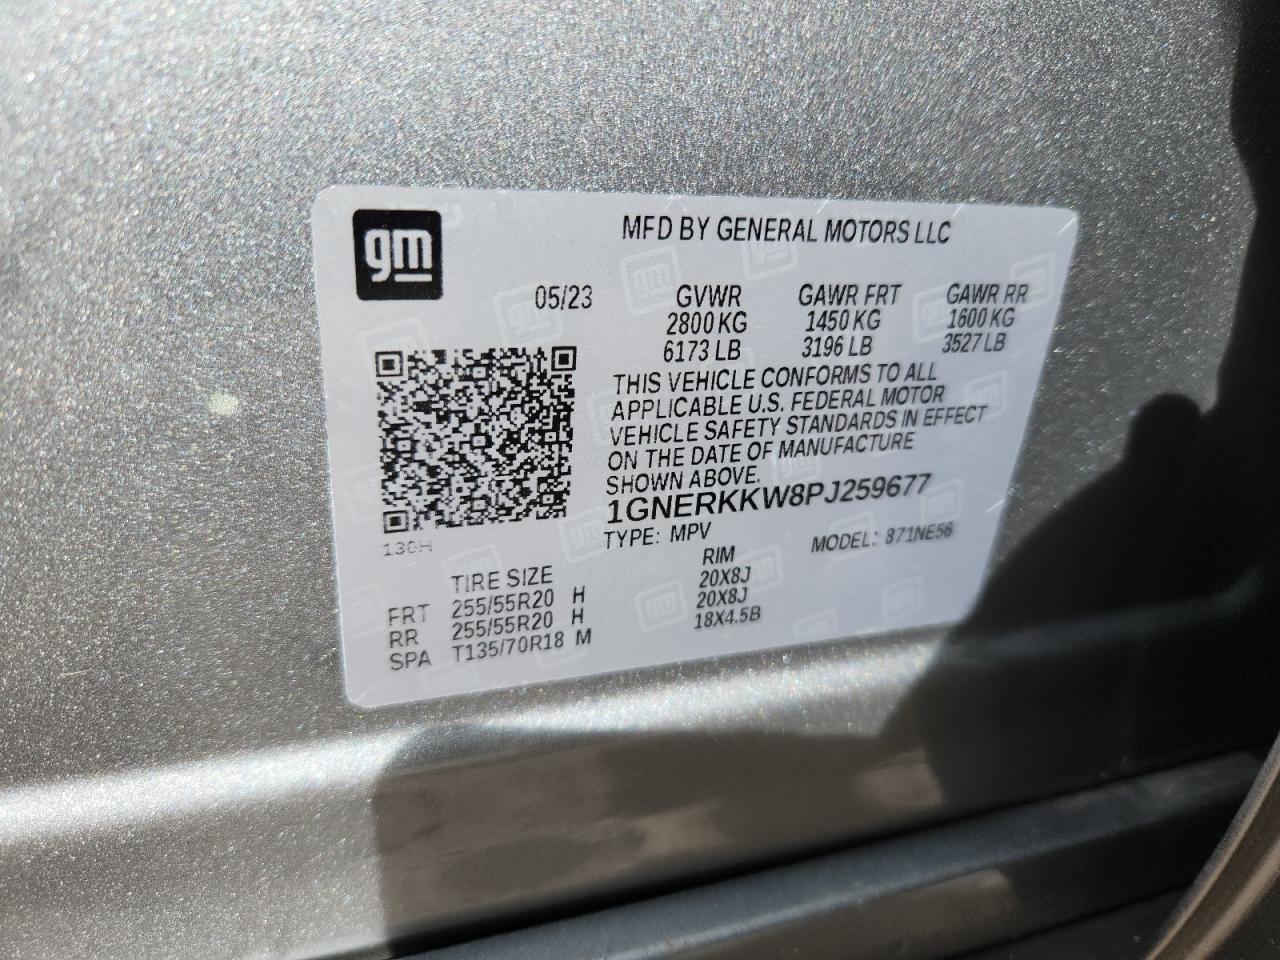 gm
MFD BY GENERAL MOTORS LLC
05/23 GVWR GAWR FRT GAWR RR
2800 KG 1450 KG 1600 KG
6173 LB 3196 LB 3527 LB
THIS VEHICLE CONFORMS TO ALL
APPLICABLE U.S. FEDERAL MOTOR
VEHICLE SAFETY STANDARDS IN EFFECT
ON THE DATE OF MANUFACTURE
SHOWN ABOVE.
1GNERKKW8PJ259677
TYPE: MPV MODEL: 871NE56
130H
TIRE SIZE RIM
FRT 255/55R20 H 20X8J
RR 255/55R20 H 20X8J
SPA T135/70R18 M 18X4.5B